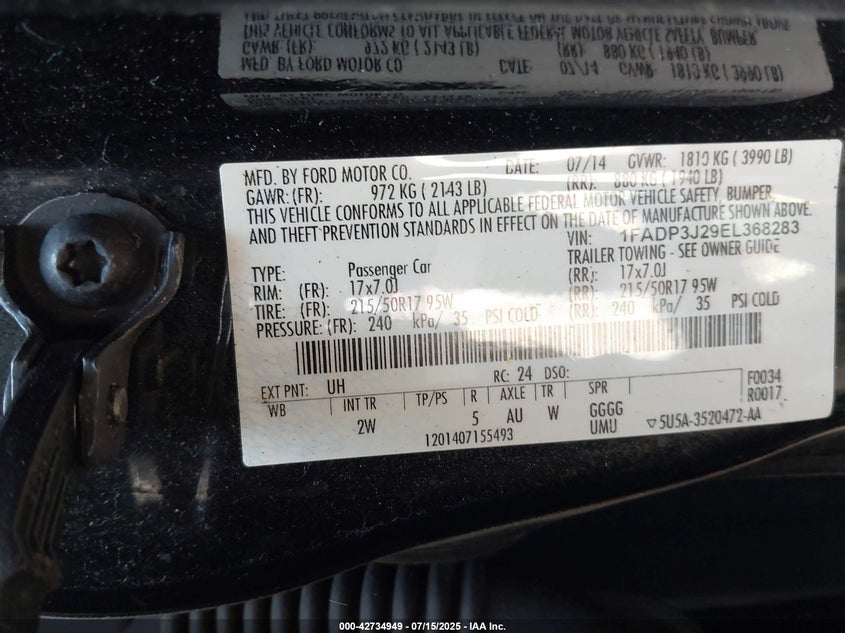 MFD. BY FORD MOTOR CO. DATE: 07/14 GVWR: 1810 KG ( 3990 LB)
GAWR: (FR): 972 KG ( 2143 LB) (RR): 880 KG ( 1940 LB)
THIS VEHICLE CONFORMS TO ALL APPLICABLE FEDERAL MOTOR VEHICLE SAFETY, BUMPER,
AND THEFT PREVENTION STANDARDS IN EFFECT ON THE DATE OF MANUFACTURE SHOWN ABOVE.
VIN: 1FADP3J29EL368283
TRAILER TOWING - SEE OWNER GUIDE
TYPE: Passenger Car
RIM: (FR): 17x7.0J (RR): 17x7.0J
TIRE: (FR): 215/50R17 95W (RR): 215/50R17 95W
PRESSURE: (FR): 240 kPa/ 35 PSI COLD (RR): 240 kPa/ 35 PSI COLD
EXT PNT: UH RC: 24 DSO: F0034
WB INT TR TP/PS R AXLE TR SPR R0017
2W 5 AU W GGGG
UMU
1201407155493 ▽5U5A-3520472-AA
000-42734949 - 07/15/2025 - IAA Inc.